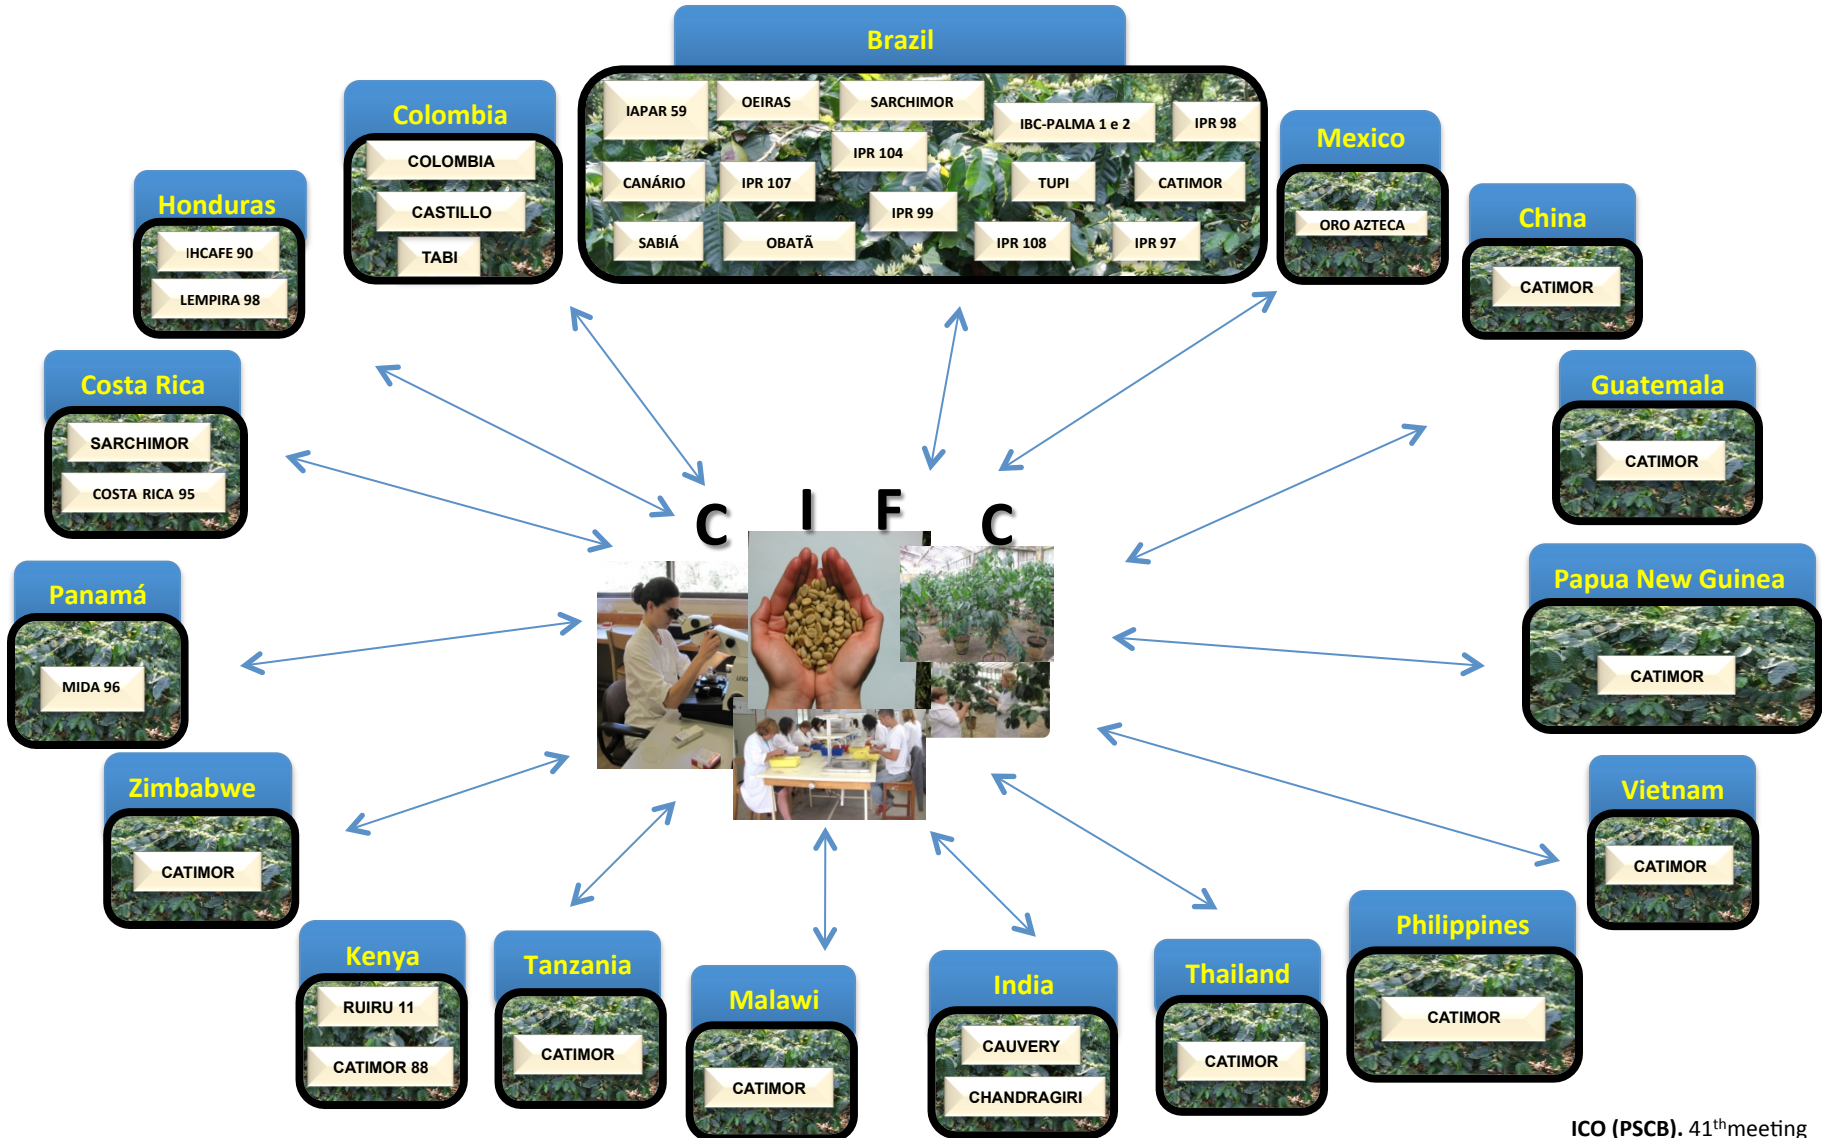 Brazil
IAPAR 59
OEIRAS
SARCHIMOR
IBC-PALMA 1 e 2
IPR 98
IPR 104
CANÁRIO
IPR 107
TUPI
CATIMOR
IPR 99
SABIÁ
OBATÃ
IPR 108
IPR 97
Colombia
COLOMBIA
CASTILLO
TABI
Mexico
ORO AZTECA
Honduras
IHCAFE 90
LEMPIRA 98
China
CATIMOR
Costa Rica
SARCHIMOR
COSTA RICA 95
Guatemala
CATIMOR
C I F C
Panamá
MIDA 96
Papua New Guinea
CATIMOR
Zimbabwe
CATIMOR
Vietnam
CATIMOR
Kenya
RUIRU 11
CATIMOR 88
Tanzania
CATIMOR
Malawi
CATIMOR
India
CAUVERY
CHANDRAGIRI
Thailand
CATIMOR
Philippines
CATIMOR
ICO (PSCB). 41th meeting